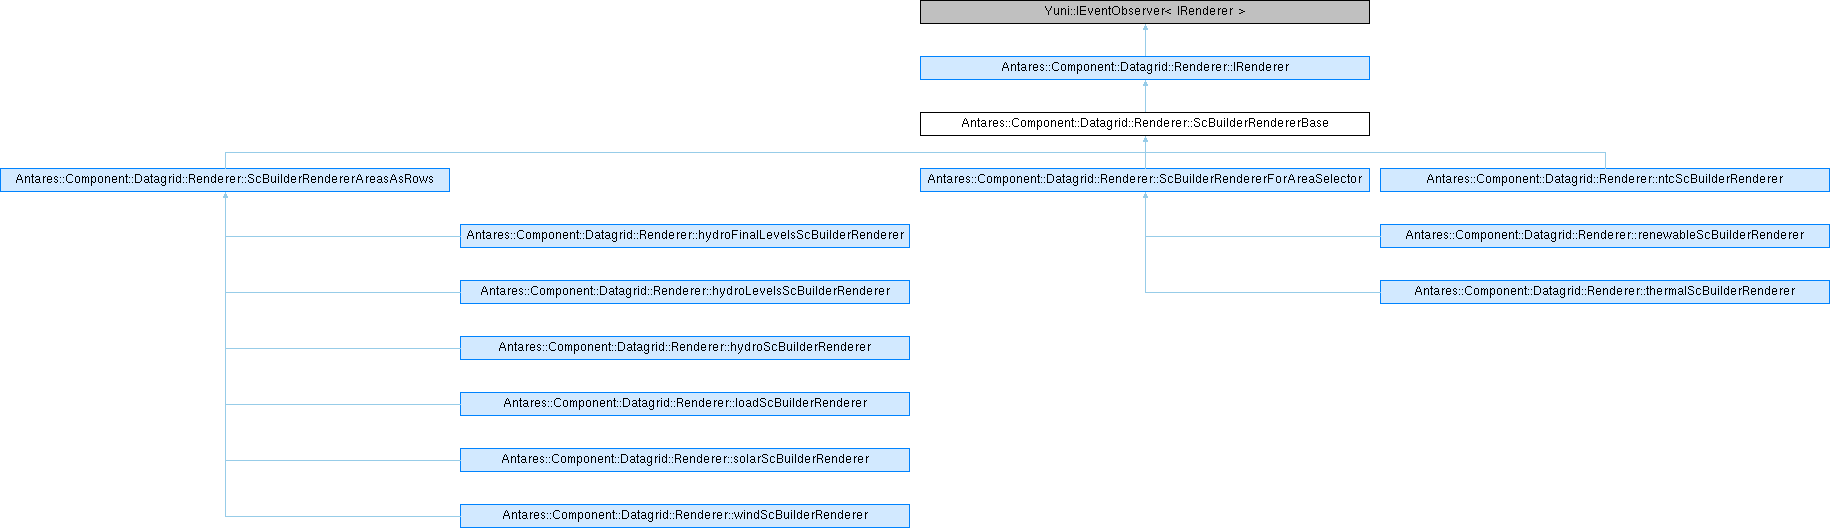 Yuni::IEventObserver< IRenderer >
Antares::Component::Datagrid::Renderer::IRenderer
Antares::Component::Datagrid::Renderer::ScBuilderRendererBase
Antares::Component::Datagrid::Renderer::ScBuilderRendererAreasAsRows
Antares::Component::Datagrid::Renderer::ScBuilderRendererForAreaSelector
Antares::Component::Datagrid::Renderer::ntcScBuilderRenderer
Antares::Component::Datagrid::Renderer::hydroFinalLevelsScBuilderRenderer
Antares::Component::Datagrid::Renderer::renewableScBuilderRenderer
Antares::Component::Datagrid::Renderer::hydroLevelsScBuilderRenderer
Antares::Component::Datagrid::Renderer::thermalScBuilderRenderer
Antares::Component::Datagrid::Renderer::hydroScBuilderRenderer
Antares::Component::Datagrid::Renderer::loadScBuilderRenderer
Antares::Component::Datagrid::Renderer::solarScBuilderRenderer
Antares::Component::Datagrid::Renderer::windScBuilderRenderer